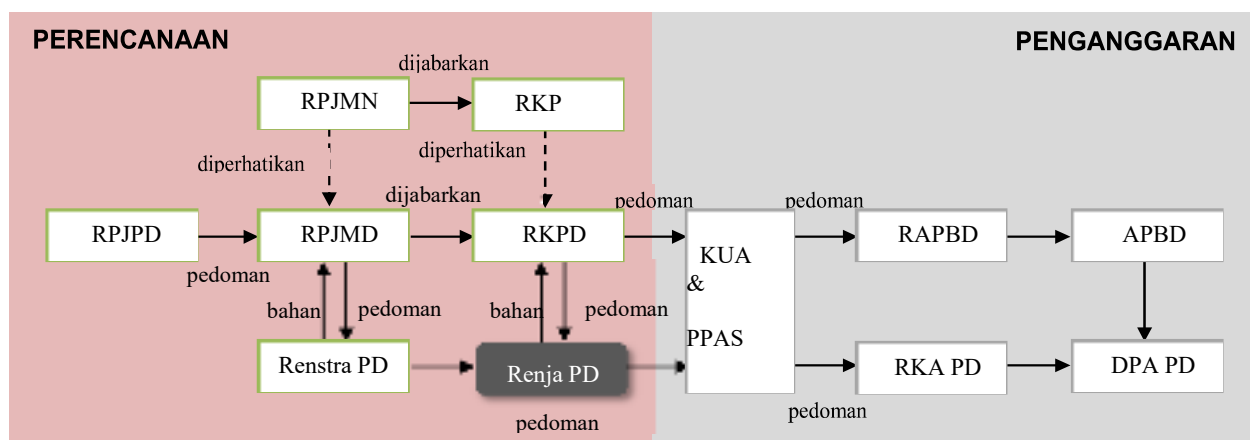 PERENCANAAN
PENGANGGARAN
dijabarkan
RPJMN
RKP
diperhatikan
diperhatikan
dijabarkan
pedoman
pedoman
RPJPD
RPJMD
RKPD
KUA
&
PPAS
RAPBD
APBD
pedoman
bahan
pedoman
bahan
pedoman
Renstra PD
Renja PD
RKA PD
DPA PD
pedoman
pedoman